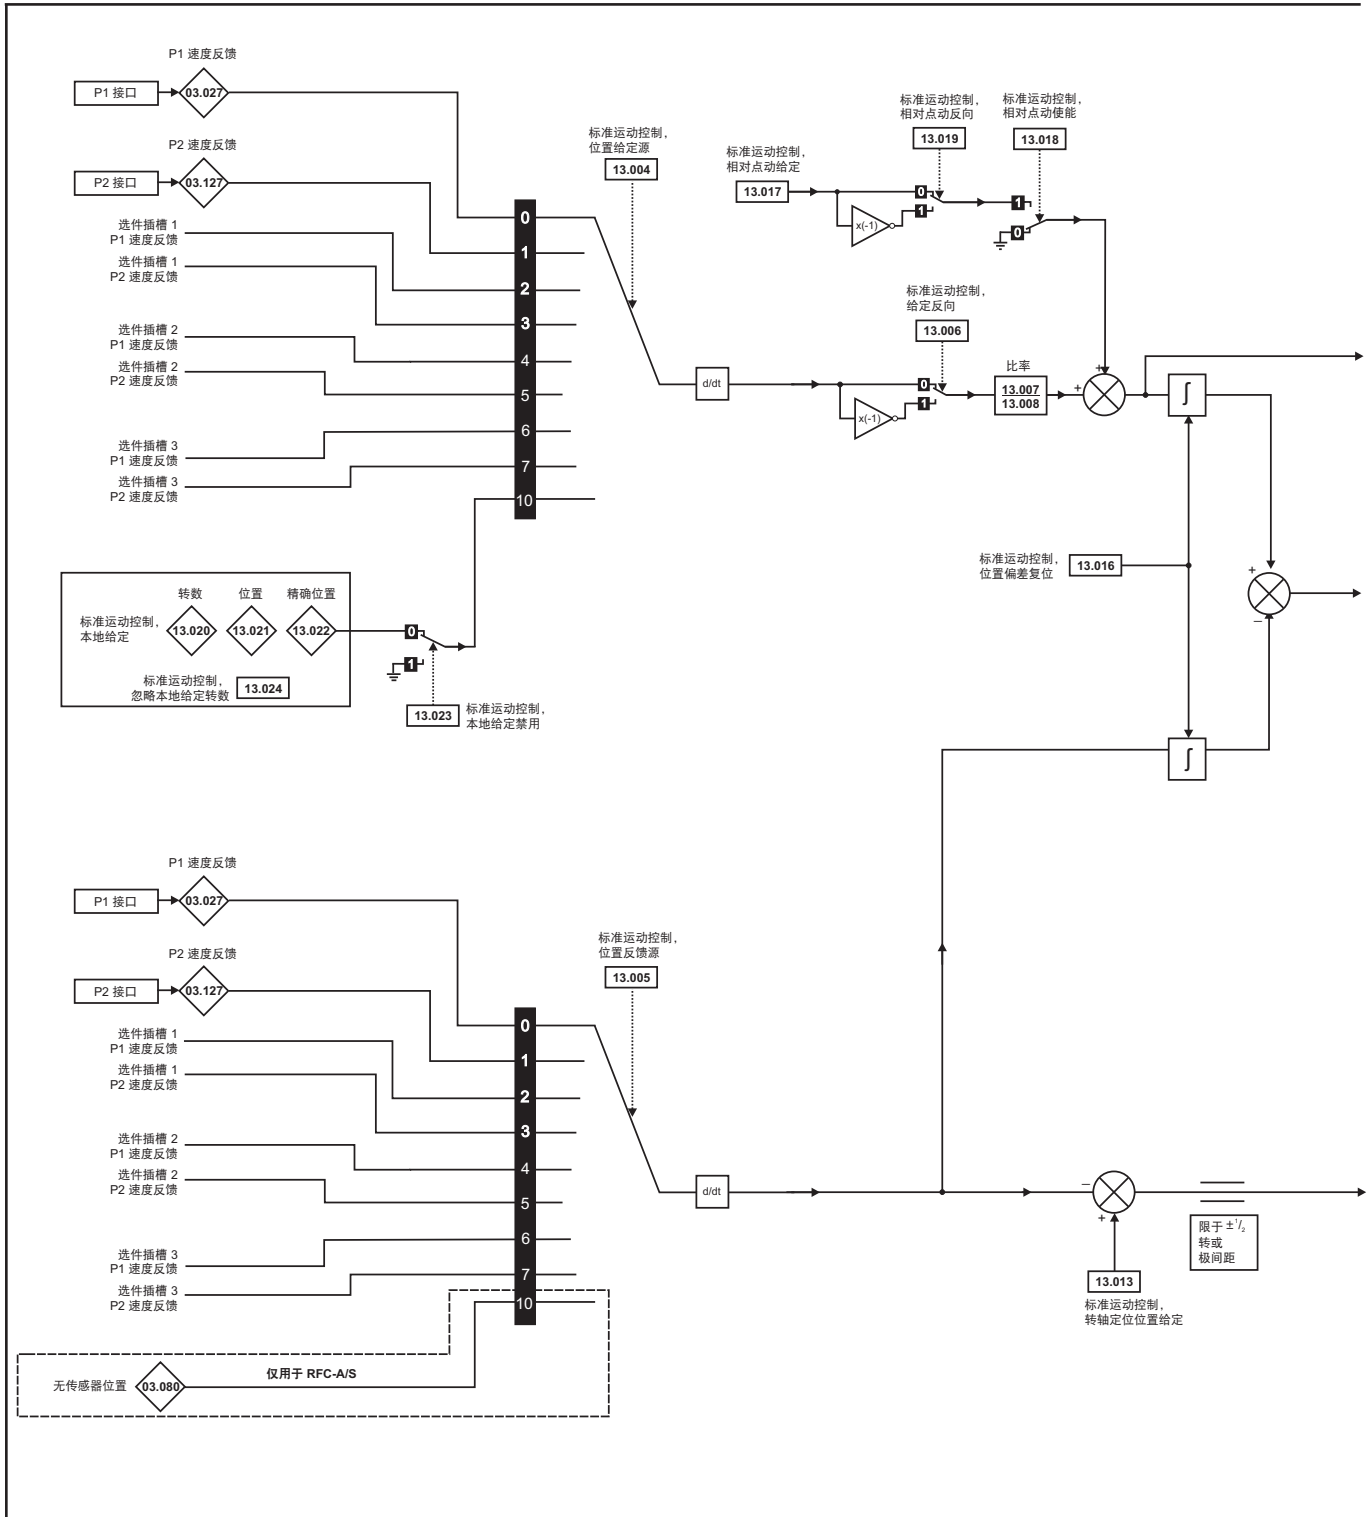 P1 速度反馈
P1 接口
03.027
P2 速度反馈
P2 接口
03.127
选件插槽 1
P1 速度反馈
选件插槽 1
P2 速度反馈
选件插槽 2
P1 速度反馈
选件插槽 2
P2 速度反馈
选件插槽 3
P1 速度反馈
选件插槽 3
P2 速度反馈
0
1
2
3
4
5
6
7
10
标准运动控制，
位置给定源
13.004
d/dt
标准运动控制，
相对点动给定
13.017
x(-1)
标准运动控制，
相对点动反向
13.019
0
1
标准运动控制，
相对点动使能
13.018
1
0
标准运动控制，
给定反向
13.006
x(-1)
0
1
比率
13.007
13.008
+
+
∫
标准运动控制，
位置偏差复位
13.016
+
–
∫
转数
位置
精确位置
标准运动控制，
本地给定
13.020
13.021
13.022
标准运动控制，
忽略本地给定转数
13.024
0
1
13.023
标准运动控制，
本地给定禁用
P1 速度反馈
P1 接口
03.027
P2 速度反馈
P2 接口
03.127
选件插槽 1
P1 速度反馈
选件插槽 1
P2 速度反馈
选件插槽 2
P1 速度反馈
选件插槽 2
P2 速度反馈
选件插槽 3
P1 速度反馈
选件插槽 3
P2 速度反馈
0
1
2
3
4
5
6
7
10
标准运动控制，
位置反馈源
13.005
d/dt
–
+
13.013
标准运动控制，
转轴定位位置给定
限于 ±¹/₂
转或
极间距
无传感器位置
03.080
仅用于 RFC-A/S